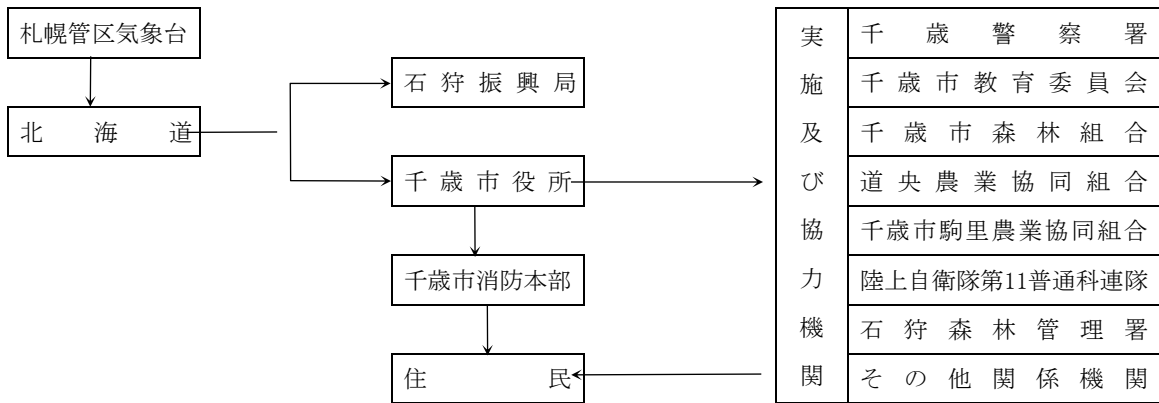 札幌管区気象台
北海道
石狩振興局
千歳市役所
千歳市消防本部
住民
実施及び協力機関
千歳警察署
千歳市教育委員会
千歳市森林組合
道央農業協同組合
千歳市駒里農業協同組合
陸上自衛隊第11普通科連隊
石狩森林管理署
その他関係機関